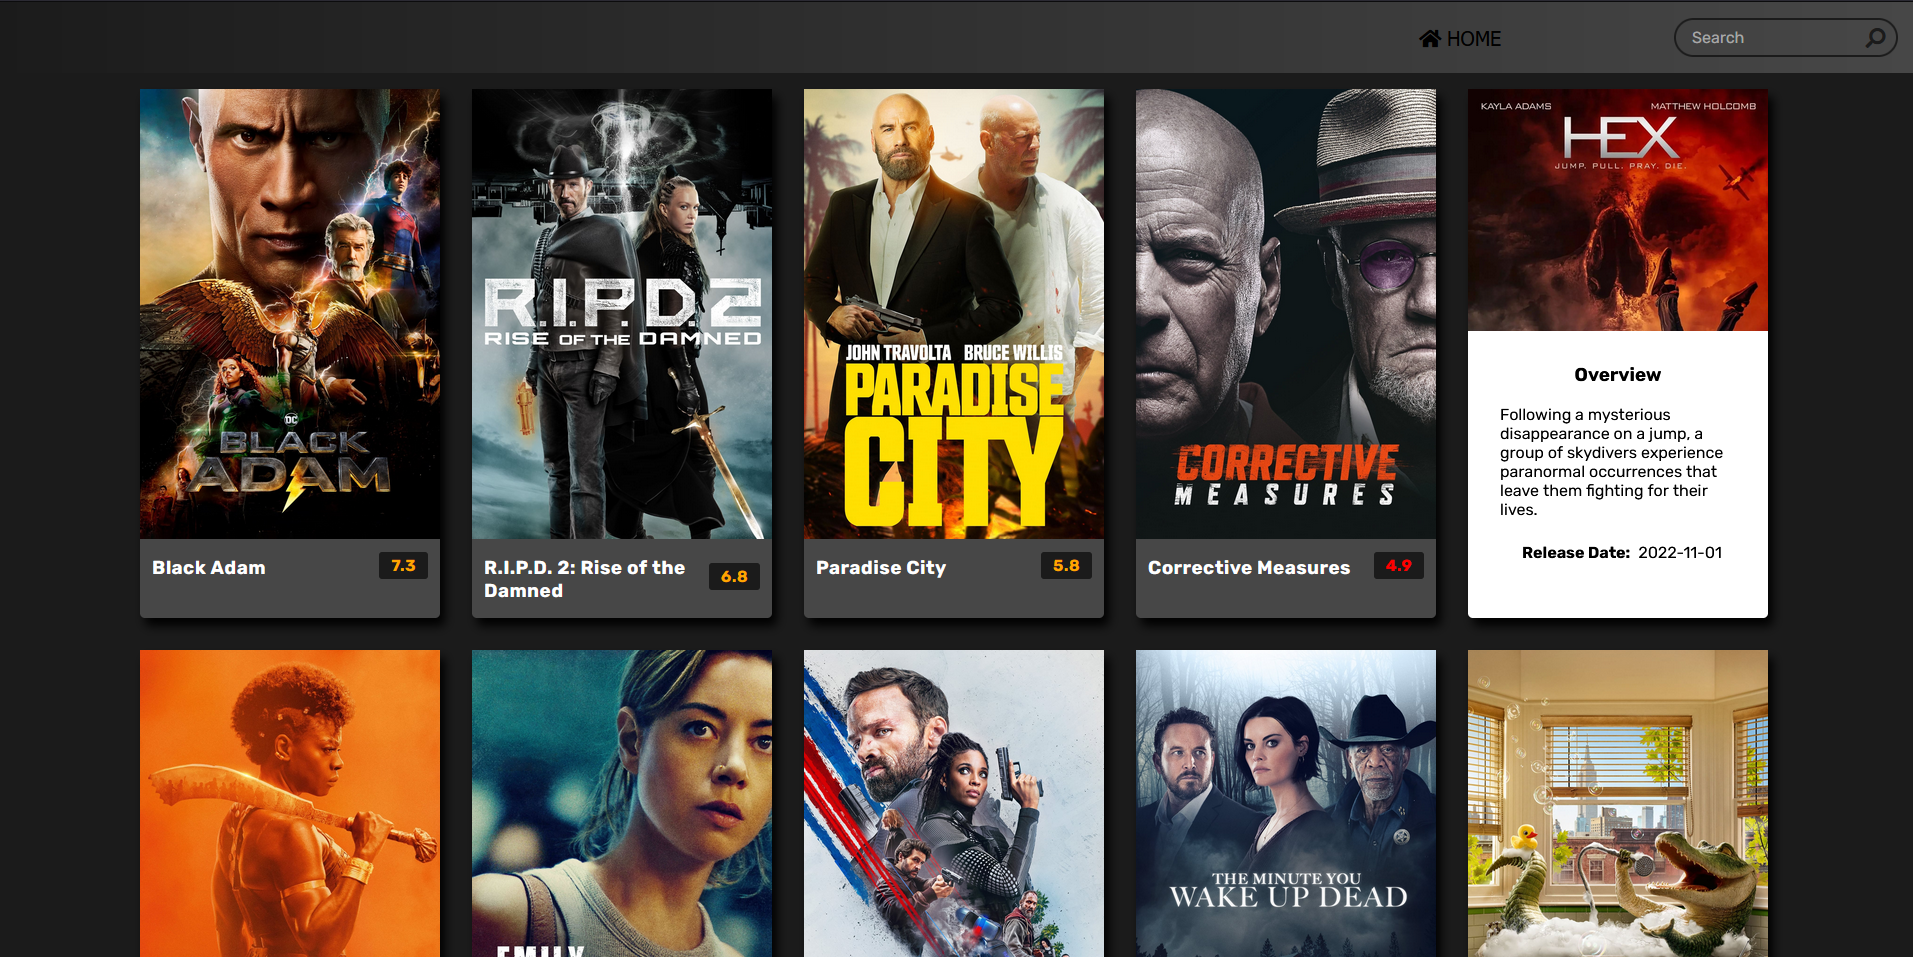 HOME
Search
DC
BLACK
ADAM
Black Adam
7.3
R.I.P.D.2
RISE OF THE DAMNED
R.I.P.D. 2: Rise of the
Damned
6.8
JOHN TRAVOLTA BRUCE WILLIS
PARADISE
CITY
Paradise City
5.8
CORRECTIVE
MEASURES
Corrective Measures
4.9
KAYLA ADAMS MATTHEW HOLCOMB
HEX
JUMP. PULL. PRAY. DIE.
Overview
Following a mysterious
disappearance on a jump, a
group of skydivers experience
paranormal occurrences that
leave them fighting for their
lives.
Release Date: 2022-11-01
EMILY
THE MINUTE YOU
WAKE UP DEAD